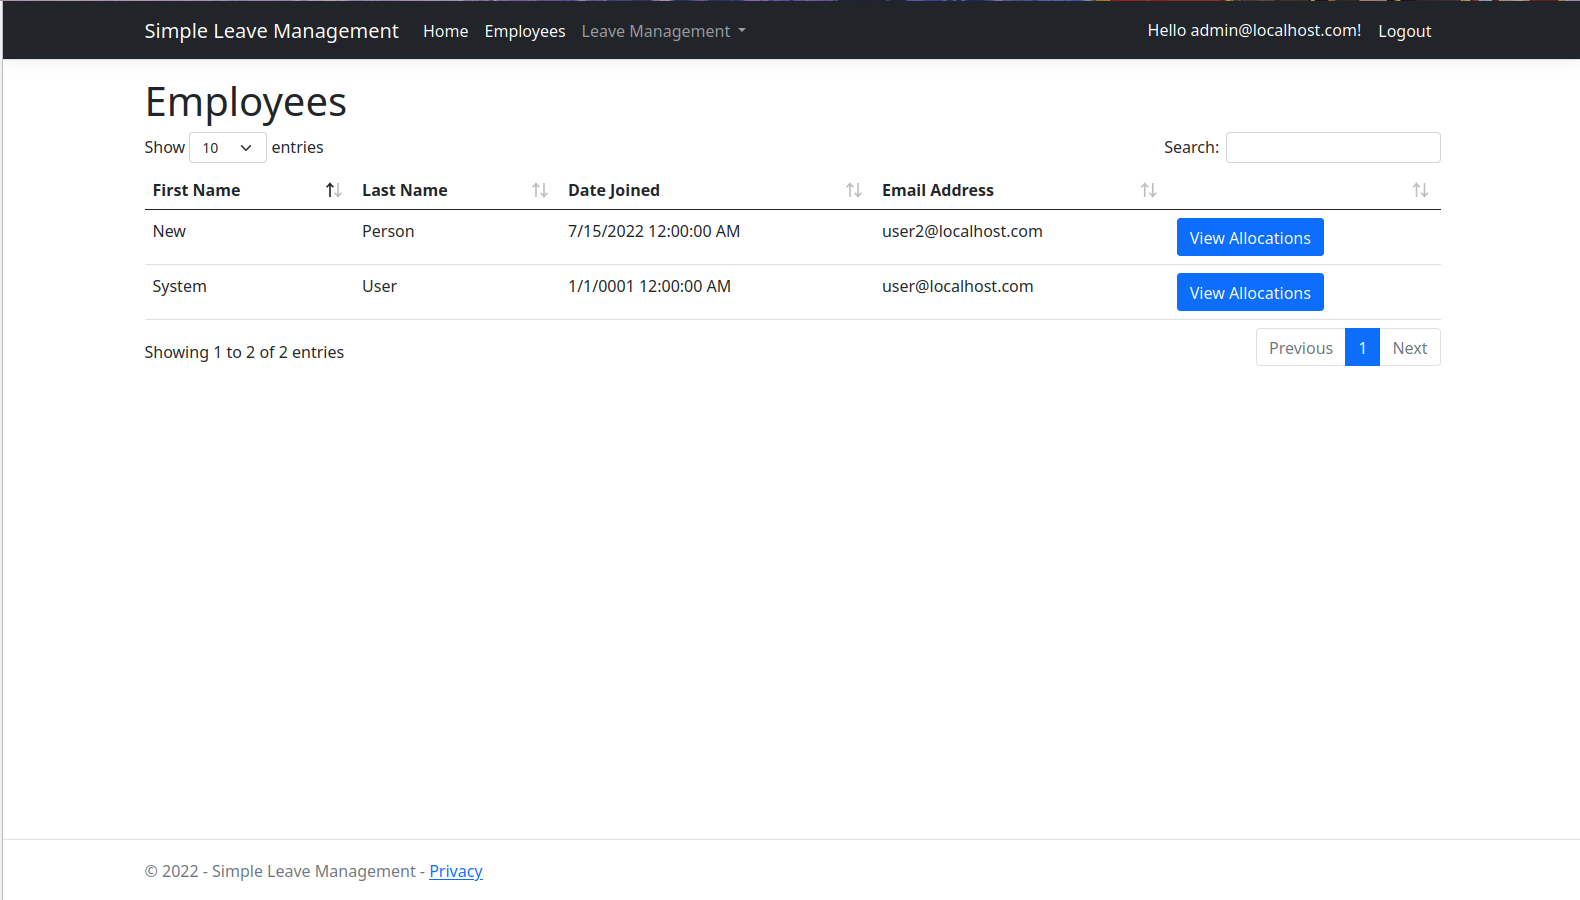 Simple Leave Management Home Employees Leave Management Hello admin@localhost.com! Logout
Employees
Show 10 entries Search:
First Name Last Name Date Joined Email Address
New Person 7/15/2022 12:00:00 AM user2@localhost.com View Allocations
System User 1/1/0001 12:00:00 AM user@localhost.com View Allocations
Showing 1 to 2 of 2 entries Previous 1 Next
© 2022 - Simple Leave Management - Privacy